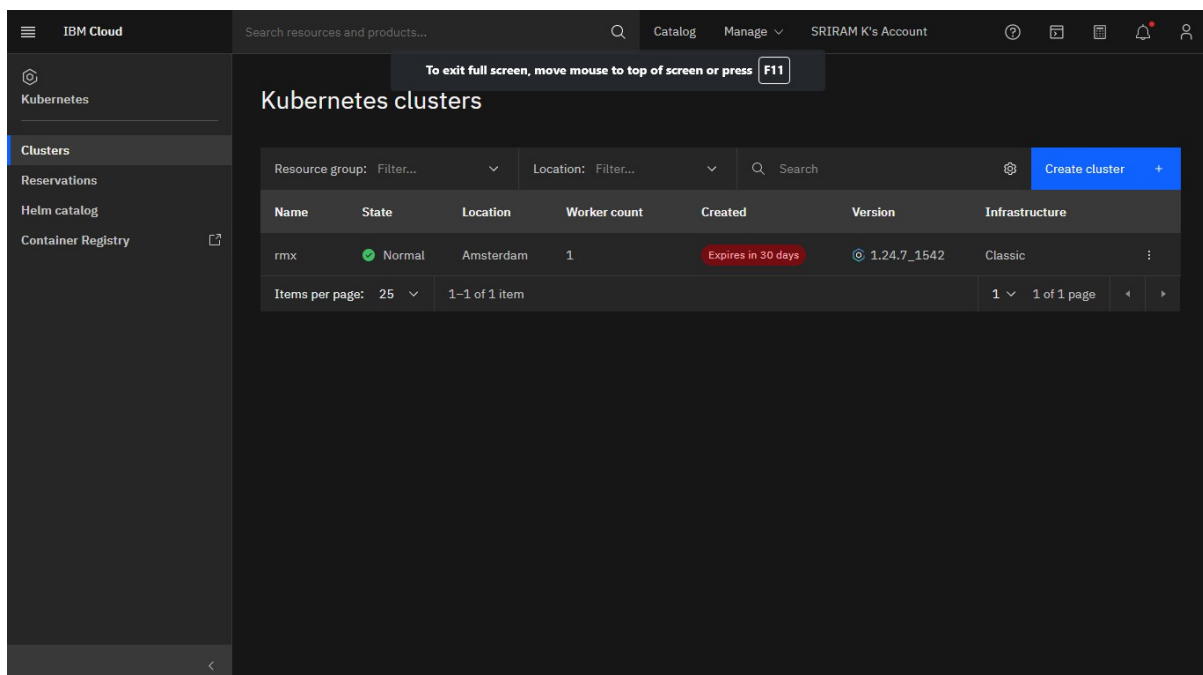 IBM Cloud Search resources and products... Catalog Manage SRIRAM K's Account
To exit full screen, move mouse to top of screen or press F11
Kubernetes
Clusters
Reservations
Helm catalog
Container Registry
Kubernetes clusters
Resource group: Filter... Location: Filter... Search Create cluster +
Name State Location Worker count Created Version Infrastructure
rmx Normal Amsterdam 1 Expires in 30 days 1.24.7_1542 Classic
Items per page: 25 1–1 of 1 item 1 1 of 1 page